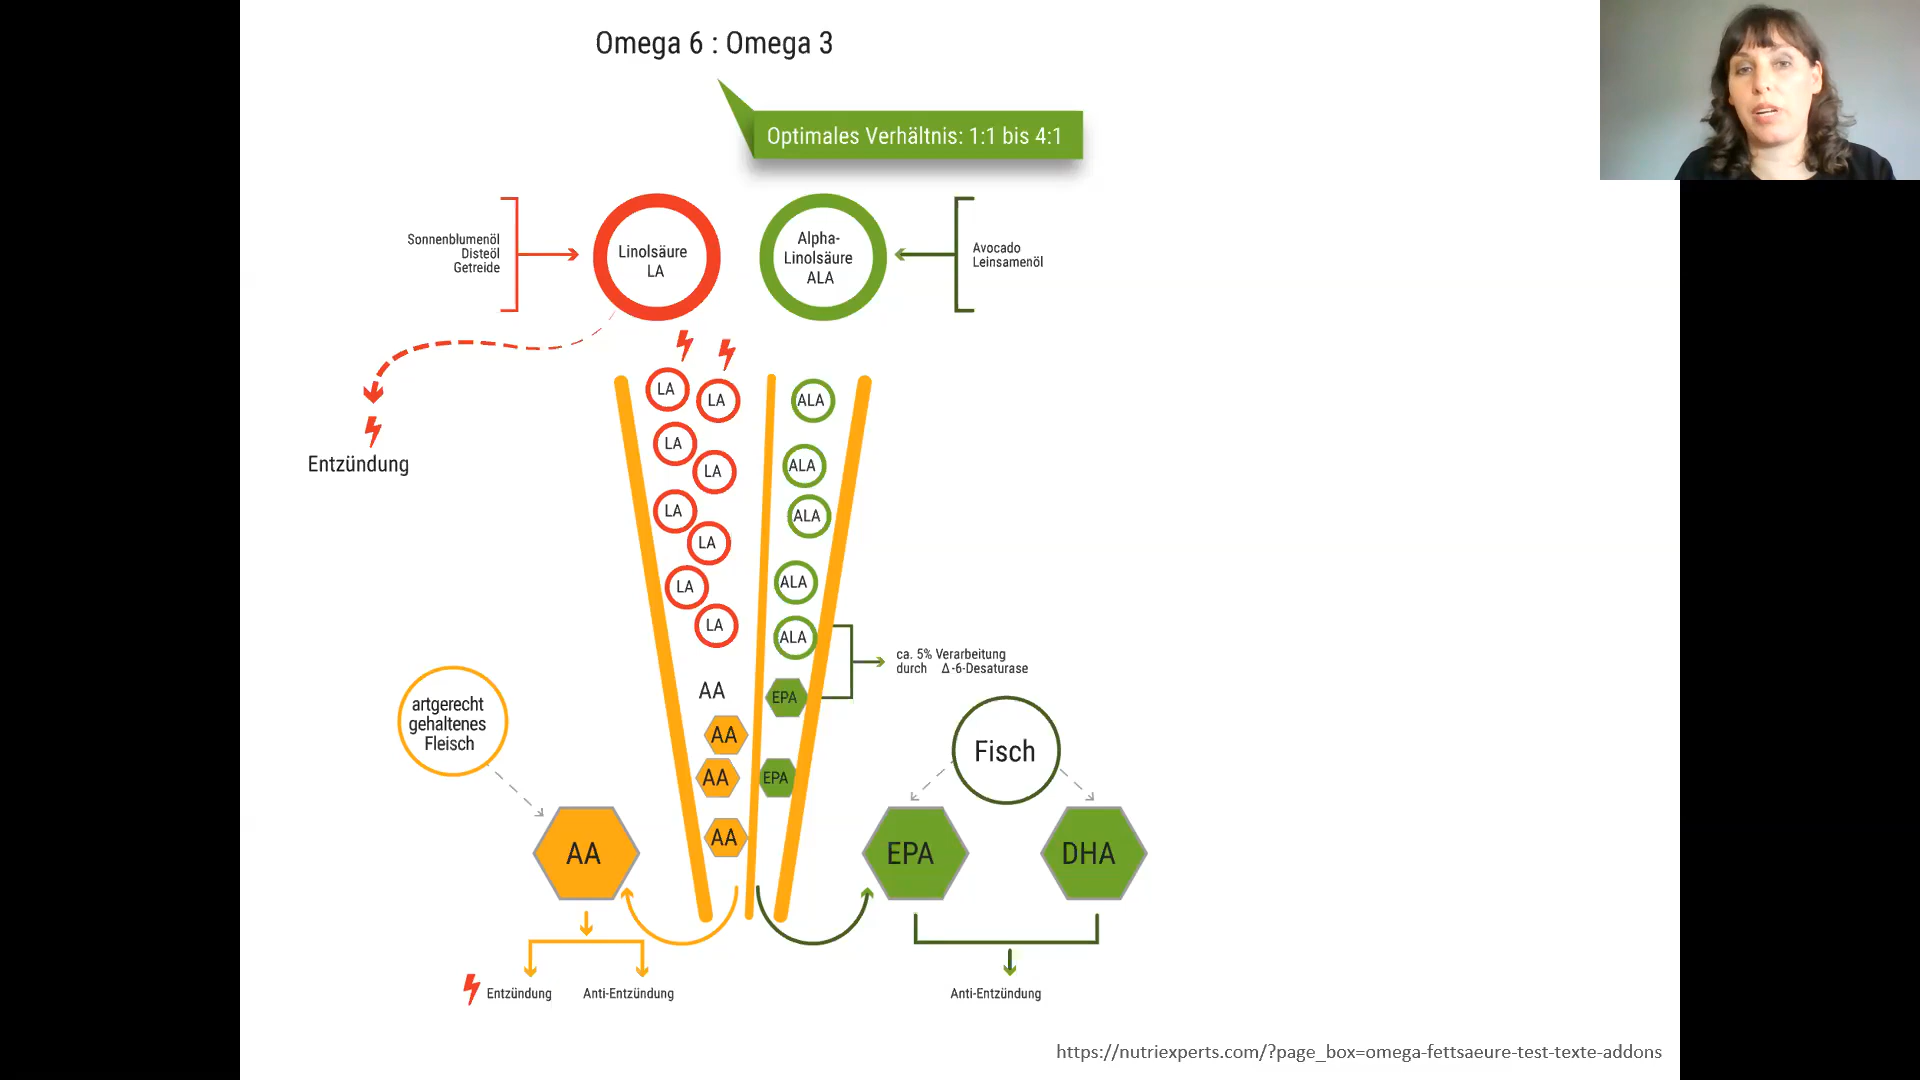 Omega 6 : Omega 3
Optimales Verhältnis: 1:1 bis 4:1
Sonnenblumenöl
Disteöl
Getreide
Linolsäure
LA
Alpha-
Linolsäure
ALA
Avocado
Leinsamenöl
Entzündung
LA
LA
LA
LA
LA
LA
LA
LA
ALA
ALA
ALA
ALA
ALA
ca. 5% Verarbeitung
durch Δ-6-Desaturase
AA
AA
AA
AA
EPA
EPA
artgerecht
gehaltenes
Fleisch
Fisch
AA
EPA
DHA
Entzündung
Anti-Entzündung
Anti-Entzündung
https://nutriexperts.com/?page_box=omega-fettsaeure-test-texte-addons